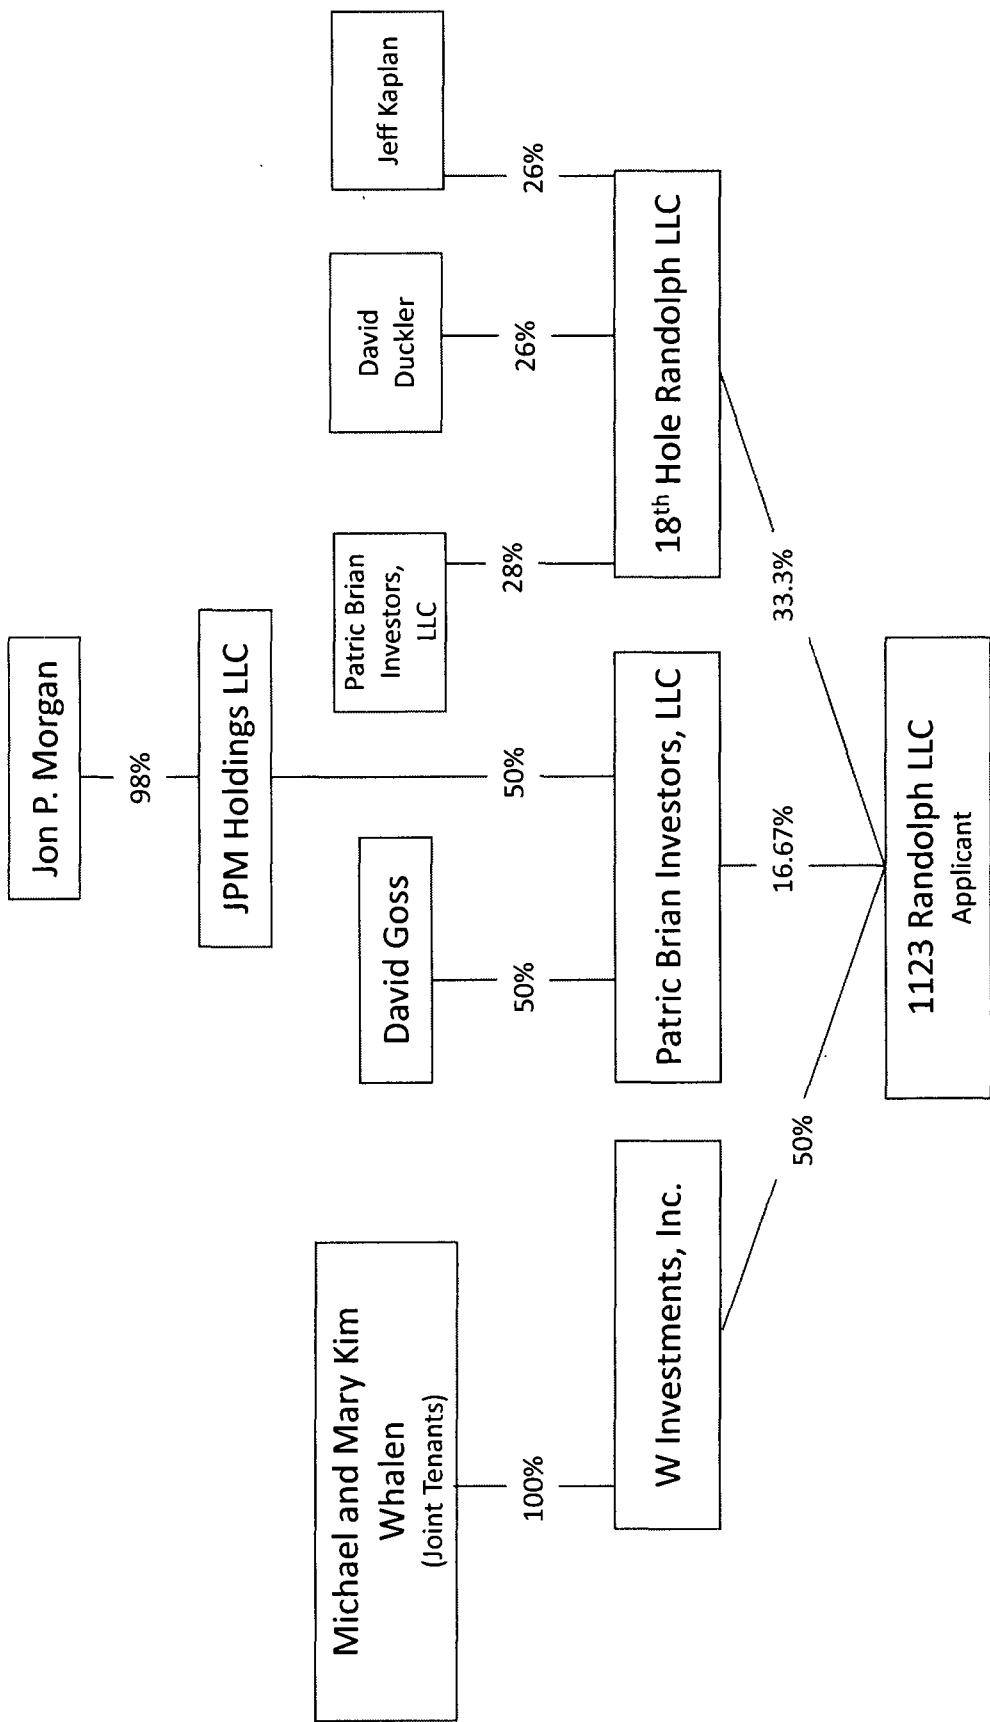 Jon P. Morgan
98%
JPM Holdings LLC
Michael and Mary Kim
Whalen
(Joint Tenants)
David Goss
Patric Brian
Investors,
LLC
David
Duckler
Jeff Kaplan
100%
50%
50%
28%
26%
26%
W Investments, Inc.
Patric Brian Investors, LLC
18th Hole Randolph LLC
50%
16.67%
33.3%
1123 Randolph LLC
Applicant